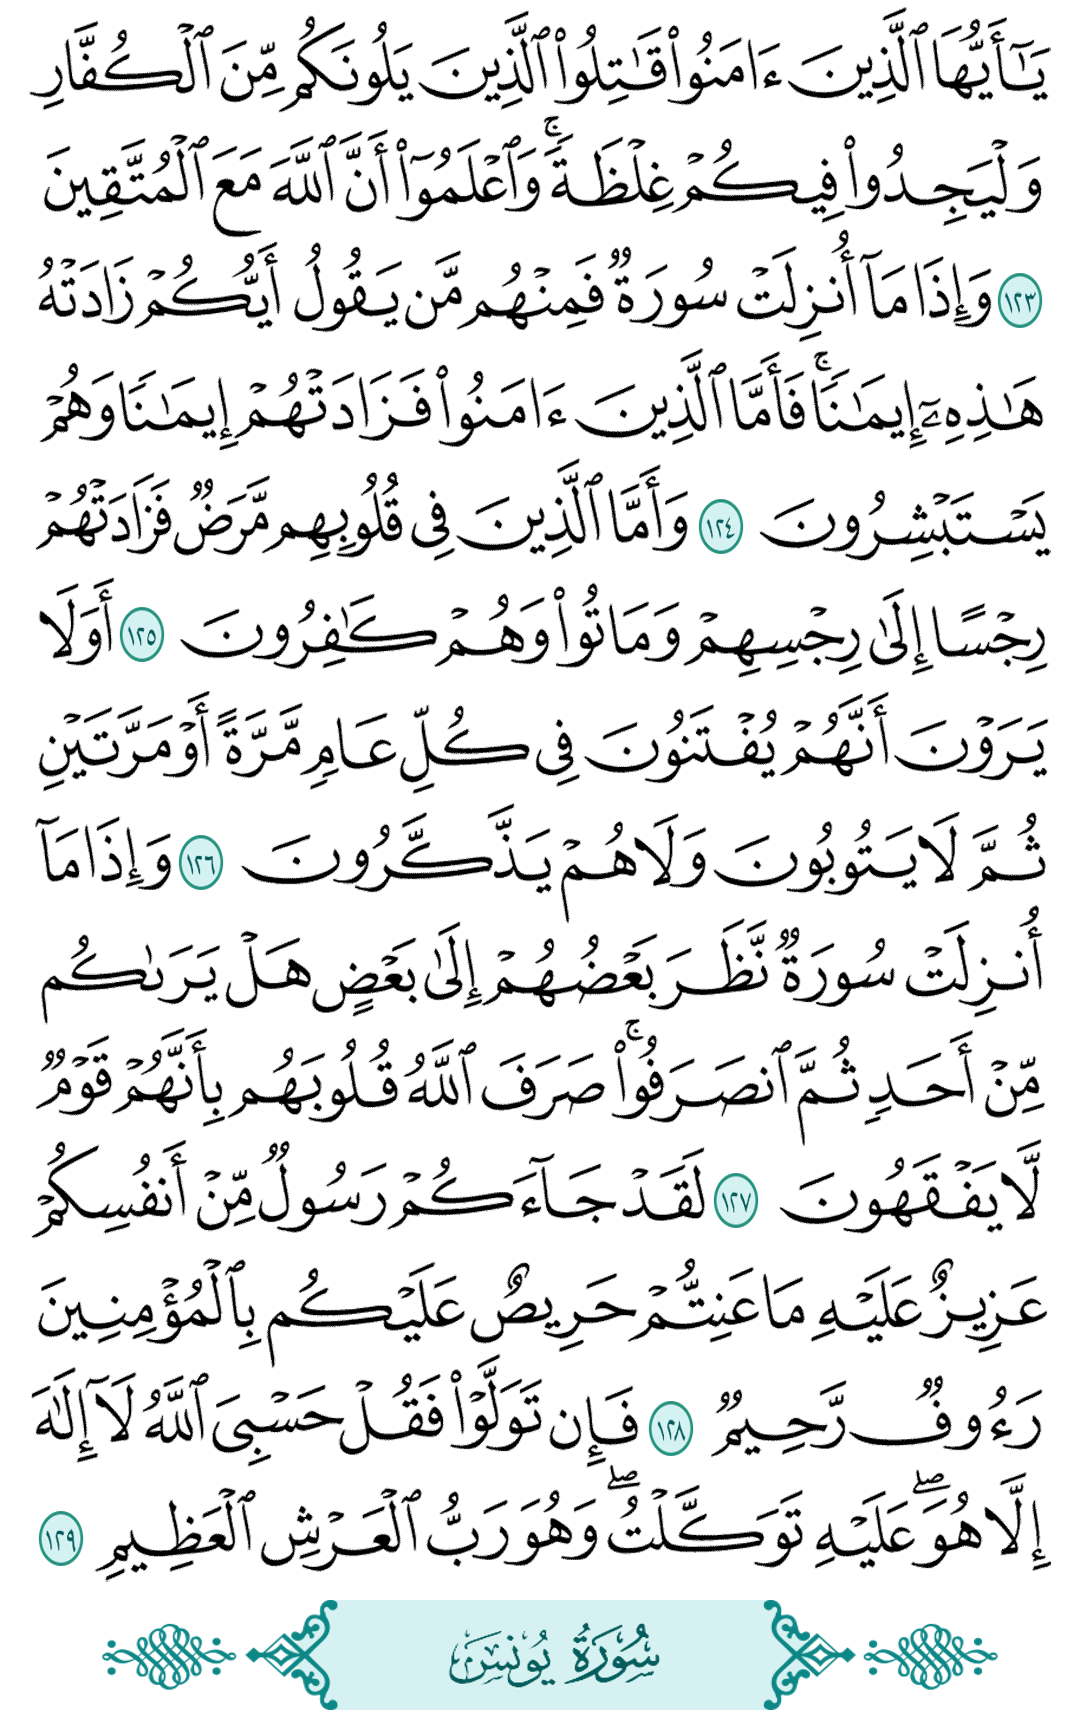 يَٰٓأَيُّهَا ٱلَّذِينَ ءَامَنُوا۟ قَٰتِلُوا۟ ٱلَّذِينَ يَلُونَكُم مِّنَ ٱلْكُفَّارِ
وَلْيَجِدُوا۟ فِيكُمْ غِلْظَةً ۚ وَٱعْلَمُوٓا۟ أَنَّ ٱللَّهَ مَعَ ٱلْمُتَّقِينَ
١٢٣ وَإِذَا مَآ أُنزِلَتْ سُورَةٌ فَمِنْهُم مَّن يَقُولُ أَيُّكُمْ زَادَتْهُ
هَٰذِهِۦٓ إِيمَٰنًا ۚ فَأَمَّا ٱلَّذِينَ ءَامَنُوا۟ فَزَادَتْهُمْ إِيمَٰنًا وَهُمْ
يَسْتَبْشِرُونَ ١٢٤ وَأَمَّا ٱلَّذِينَ فِى قُلُوبِهِم مَّرَضٌ فَزَادَتْهُمْ
رِجْسًا إِلَىٰ رِجْسِهِمْ وَمَاتُوا۟ وَهُمْ كَٰفِرُونَ ١٢٥ أَوَلَا
يَرَوْنَ أَنَّهُمْ يُفْتَنُونَ فِى كُلِّ عَامٍ مَّرَّةً أَوْ مَرَّتَيْنِ
ثُمَّ لَا يَتُوبُونَ وَلَا هُمْ يَذَّكَّرُونَ ١٢٦ وَإِذَا مَآ
أُنزِلَتْ سُورَةٌ نَّظَرَ بَعْضُهُمْ إِلَىٰ بَعْضٍ هَلْ يَرَىٰكُم
مِّنْ أَحَدٍ ثُمَّ ٱنصَرَفُوا۟ ۚ صَرَفَ ٱللَّهُ قُلُوبَهُم بِأَنَّهُمْ قَوْمٌ
لَّا يَفْقَهُونَ ١٢٧ لَقَدْ جَآءَكُمْ رَسُولٌ مِّنْ أَنفُسِكُمْ
عَزِيزٌ عَلَيْهِ مَا عَنِتُّمْ حَرِيصٌ عَلَيْكُم بِٱلْمُؤْمِنِينَ
رَءُوفٌ رَّحِيمٌ ١٢٨ فَإِن تَوَلَّوْا۟ فَقُلْ حَسْبِىَ ٱللَّهُ لَآ إِلَٰهَ
إِلَّا هُوَ ۖ عَلَيْهِ تَوَكَّلْتُ ۖ وَهُوَ رَبُّ ٱلْعَرْشِ ٱلْعَظِيمِ ١٢٩
سُورَةُ يُونُسَ